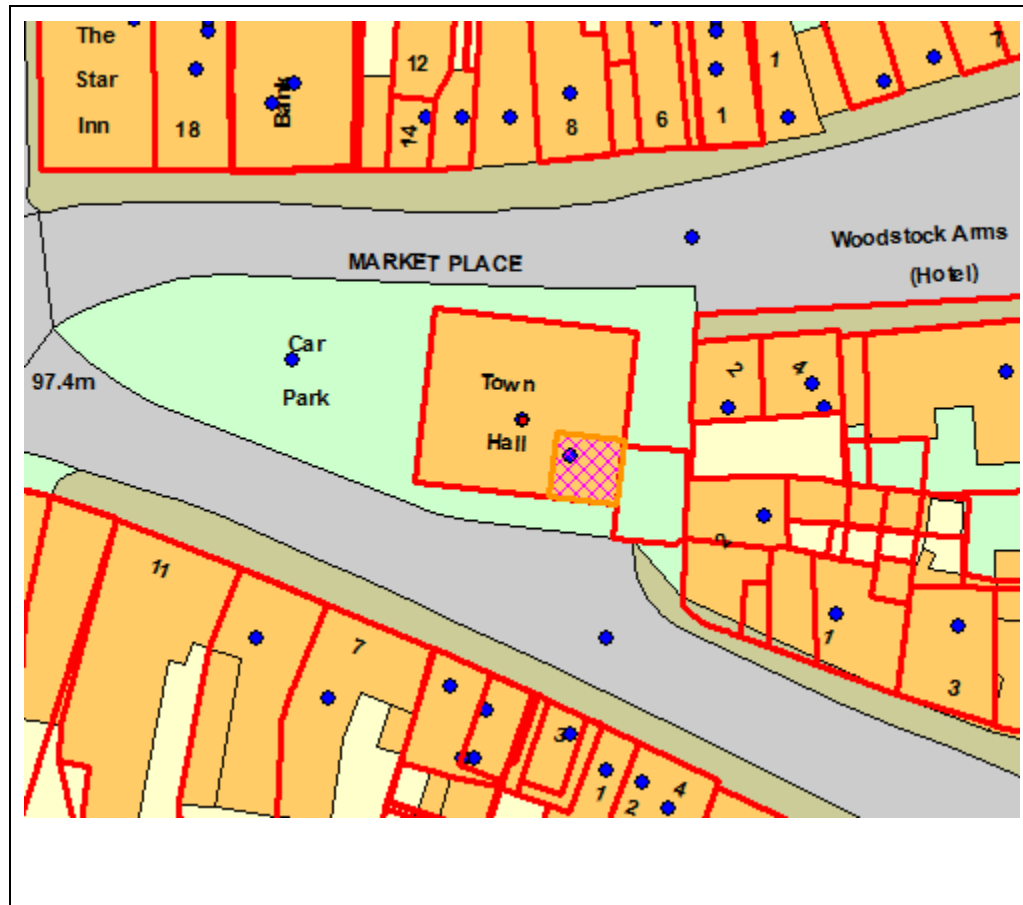 The
Star
Inn
18
Bank
12
14
8
6
1
1
7
Woodstock Arms
(Hotel)
MARKET PLACE
Car
Park
97.4m
Town
Hall
2
4
2
11
7
3
1
2
4
1
3